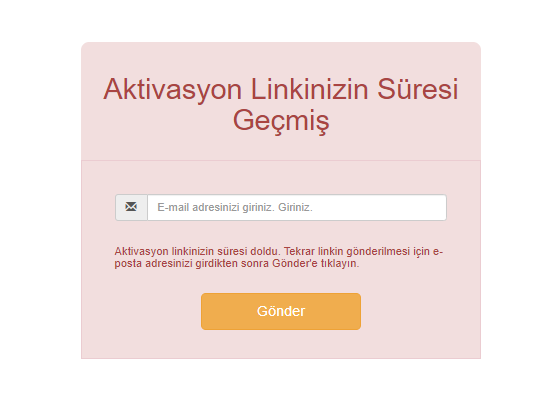 Aktivasyon Linkinizin Süresi
Geçmiş
E-mail adresinizi giriniz. Giriniz.
Aktivasyon linkinizin süresi doldu. Tekrar linkin gönderilmesi için e-
posta adresinizi girdikten sonra Gönder'e tıklayın.
Gönder